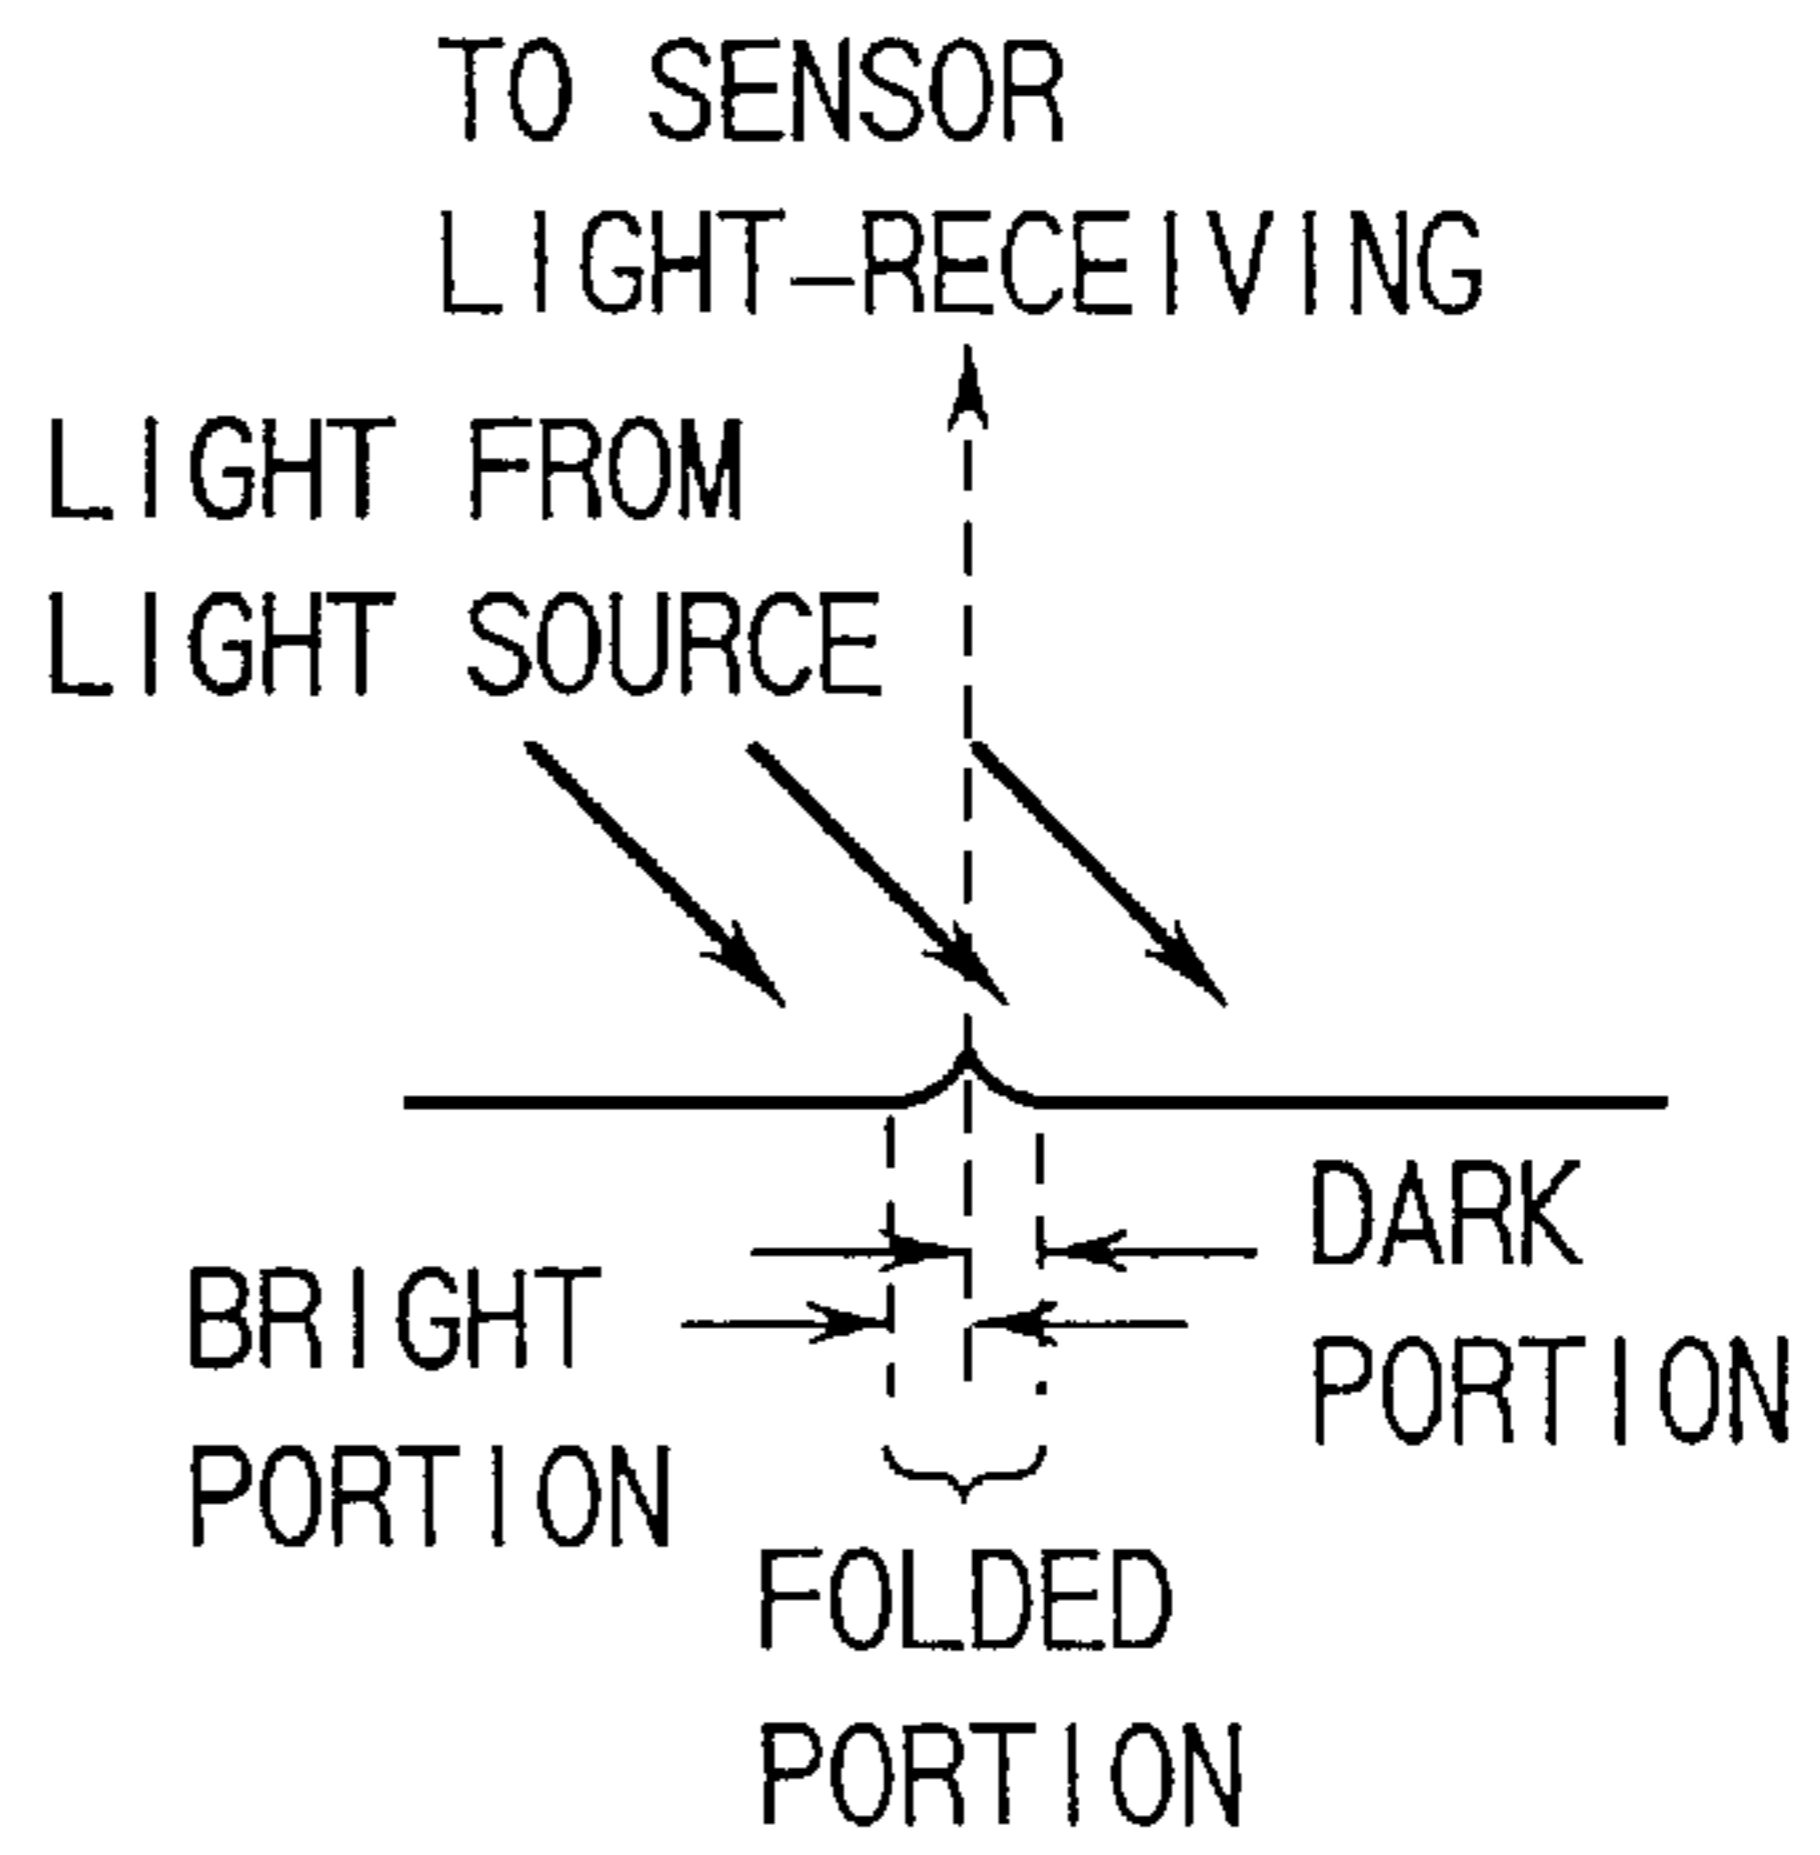 TO SENSOR
LIGHT-RECEIVING
LIGHT FROM
LIGHT SOURCE
DARK
PORTION
BRIGHT
PORTION
FOLDED
PORTION